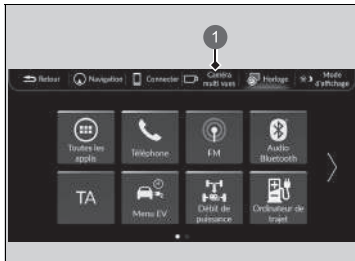 1
Retour Navigation Connecter Caméra multi vues Horloge Mode d'affichage
Toutes les applis
Téléphone
FM
Audio Bluetooth
TA
Menu EV
Débit de puissance
Ordinateur de trajet